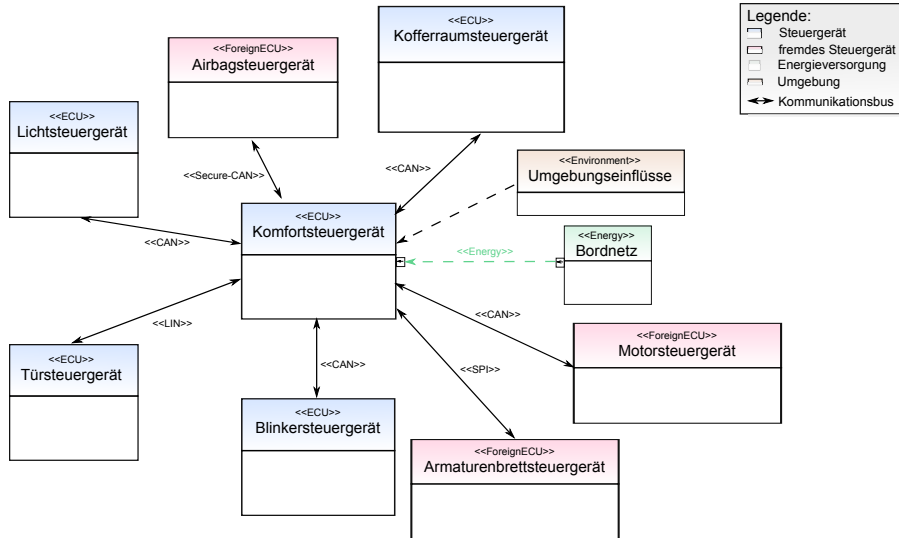 <<ECU>>
Kofferraumsteuergerät
<<ForeignECU>>
Airbagsteuergerät
Legende:
Steuergerät
fremdes Steuergerät
Energieversorgung
Umgebung
Kommunikationsbus
<<ECU>>
Lichtsteuergerät
<<Secure-CAN>>
<<CAN>>
<<Environment>>
Umgebungseinflüsse
<<ECU>>
Komfortsteuergerät
<<CAN>>
<<Energy>>
<<Energy>>
Bordnetz
<<LIN>>
<<CAN>>
<<ForeignECU>>
Motorsteuergerät
<<ECU>>
Türsteuergerät
<<CAN>>
<<SPI>>
<<ECU>>
Blinkersteuergerät
<<ForeignECU>>
Armaturenbrettsteuergerät